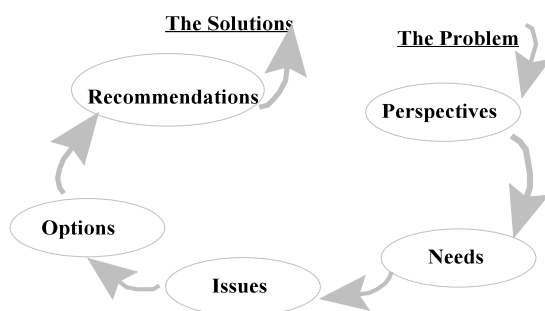 The Solutions
The Problem
Recommendations
Perspectives
Options
Needs
Issues